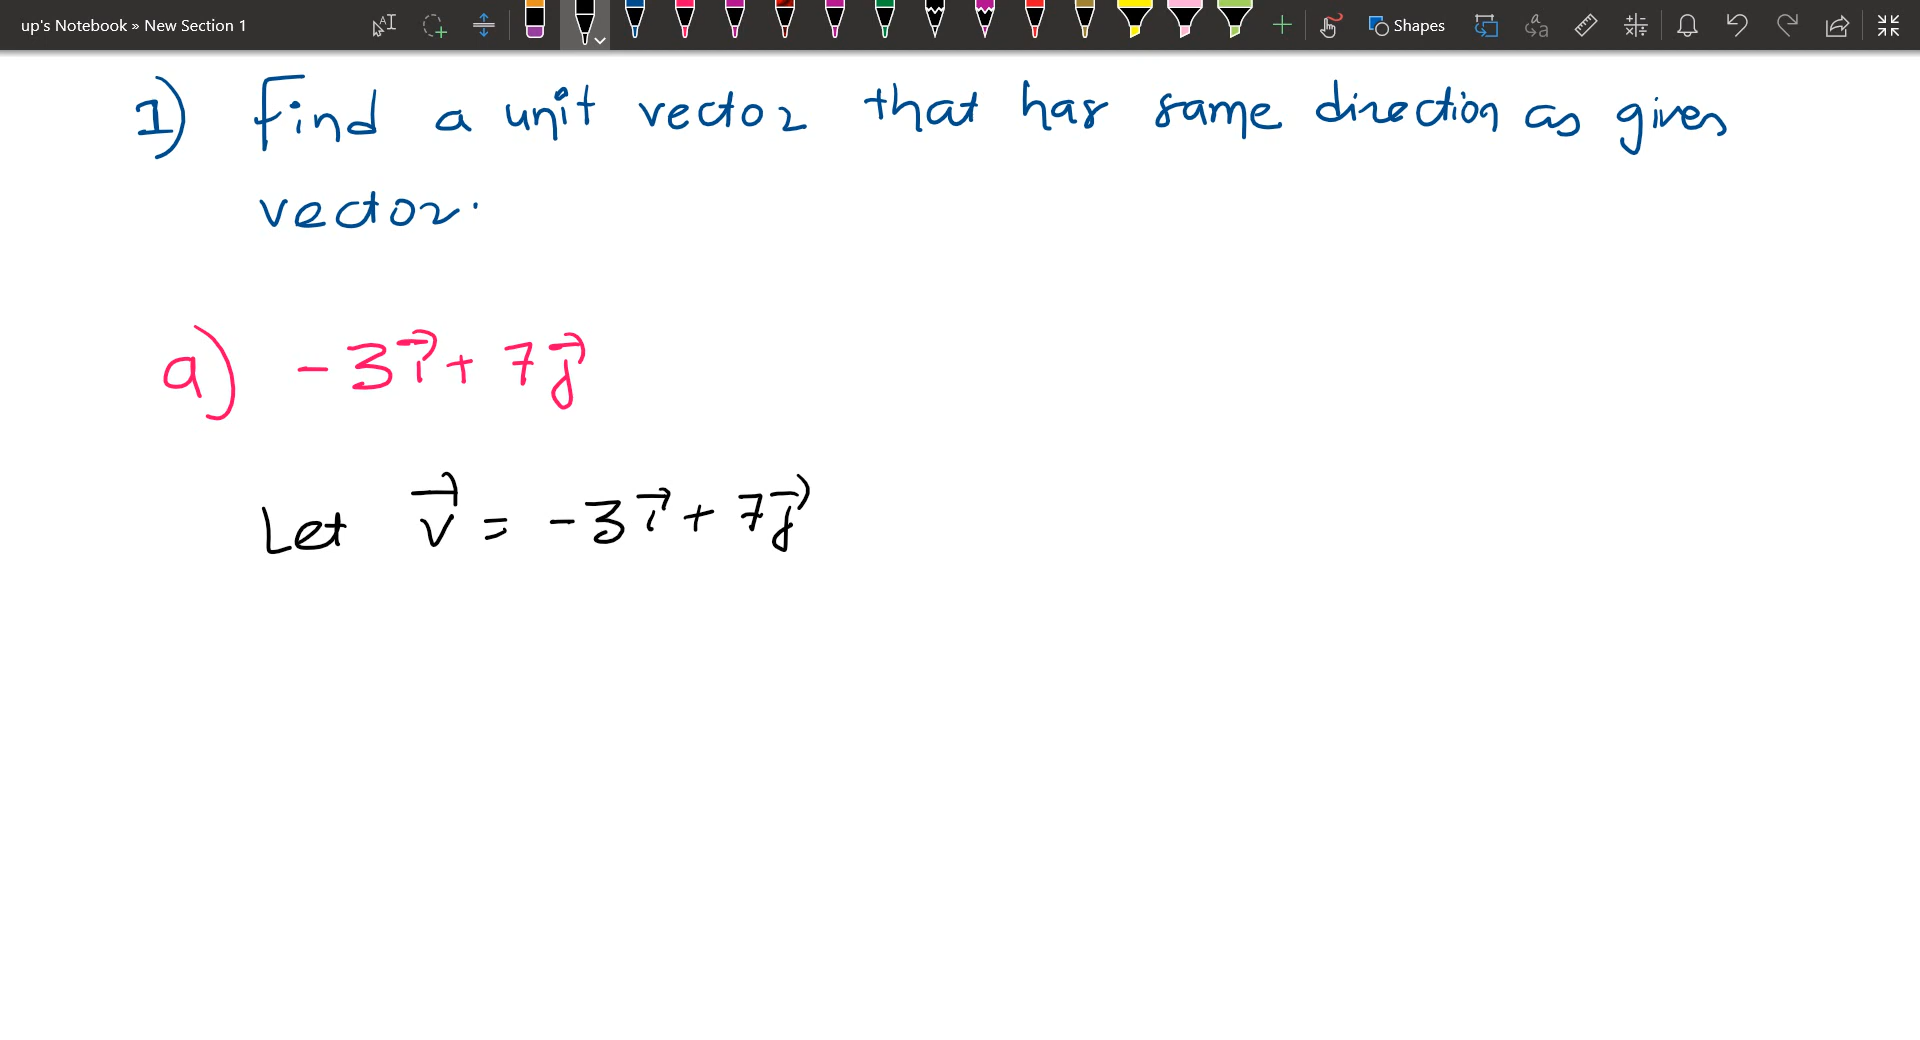 up's Notebook » New Section 1 Shapes
1) Find a unit vector that has same direction as given
vector.
a) -3i⃗ + 7j⃗
Let v⃗ = -3i⃗ + 7j⃗